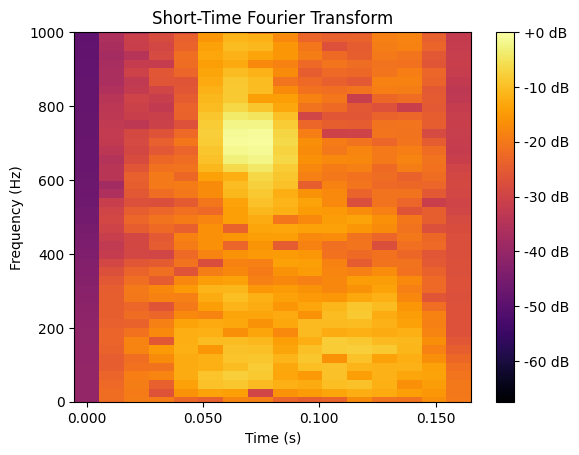 Short-Time Fourier Transform
1000
800
600
400
200
0
Frequency (Hz)
0.000
0.050
0.100
0.150
Time (s)
+0 dB
-10 dB
-20 dB
-30 dB
-40 dB
-50 dB
-60 dB